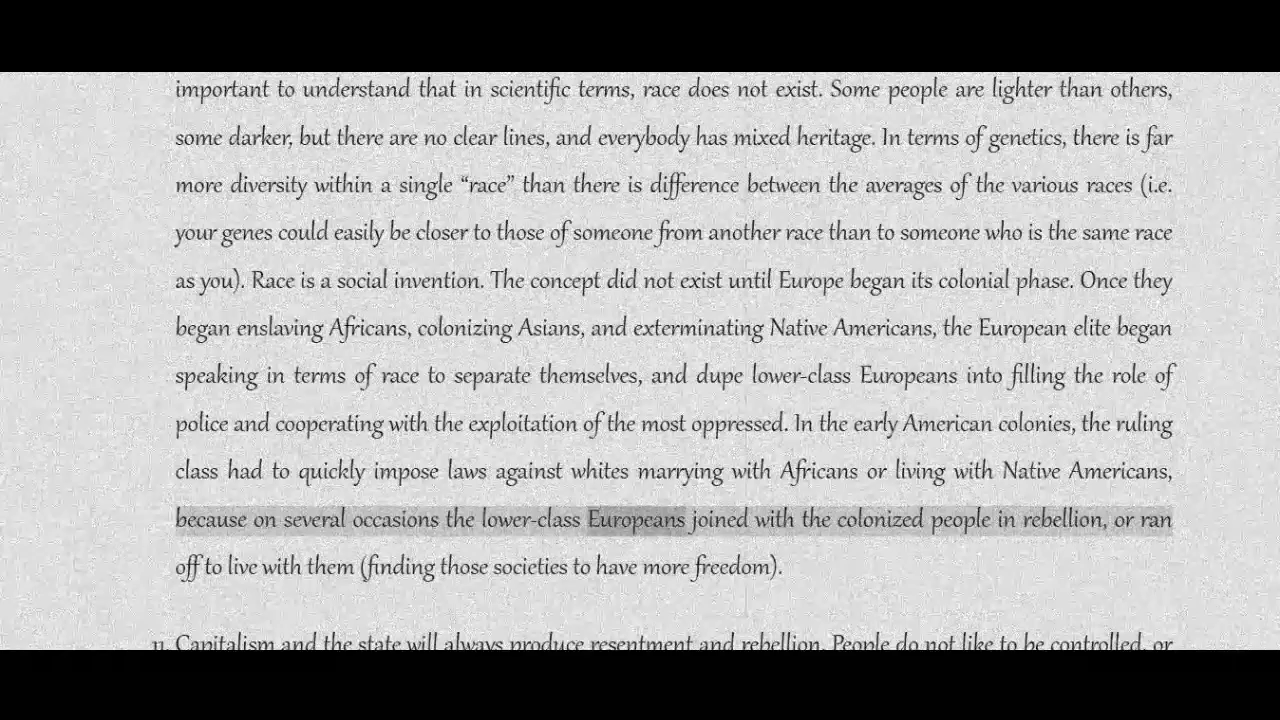 important to understand that in scientific terms, race does not exist. Some people are lighter than others,
some darker, but there are no clear lines, and everybody has mixed heritage. In terms of genetics, there is far
more diversity within a single “race” than there is difference between the averages of the various races (i.e.
your genes could easily be closer to those of someone from another race than to someone who is the same race
as you). Race is a social invention. The concept did not exist until Europe began its colonial phase. Once they
began enslaving Africans, colonizing Asians, and exterminating Native Americans, the European elite began
speaking in terms of race to separate themselves, and dupe lower-class Europeans into filling the role of
police and cooperating with the exploitation of the most oppressed. In the early American colonies, the ruling
class had to quickly impose laws against whites marrying with Africans or living with Native Americans,
because on several occasions the lower-class Europeans joined with the colonized people in rebellion, or ran
off to live with them (finding those societies to have more freedom).
11. Capitalism and the state will always produce resentment and rebellion. People do not like to be controlled, or